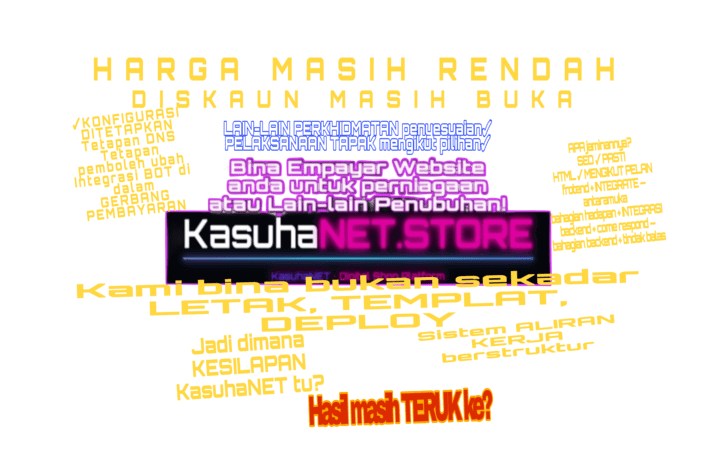 HARGA MASIH RENDAH
DISKAUN MASIH BUKA
✓KONFIGURASI
DITETAPKAN
Tetapan DNS
Tetapan
pemboleh ubah
Integrasi BOT di
dalam
GERBANG
PEMBAYARAN
LAIN-LAIN PERKHIDMATAN penyesuaian✓
PELAKSANAAN TAPAK mengikut pilihan✓
APA jaminannya?
SEO ✓ PASTI
HTML ✓ MENGIKUT PELAN
frotend + INTEGRATE --
antaramuka
bahagian hadapan + INTEGRASI
backend + come respond --
bahagian backend + tindak balas
Bina Empayar Website
anda untuk perniagaan
atau Lain-lain Penubuhan!
KasuhaNET.STORE
KasuhaNET - Digital Shop Platform
Kami bina bukan sekadar
LETAK, TEMPLAT,
DEPLOY
Jadi dimana
KESILAPAN
KasuhaNET tu?
Sistem ALIRAN
KERJA
berstruktur
Hasil masih TERUK ke?